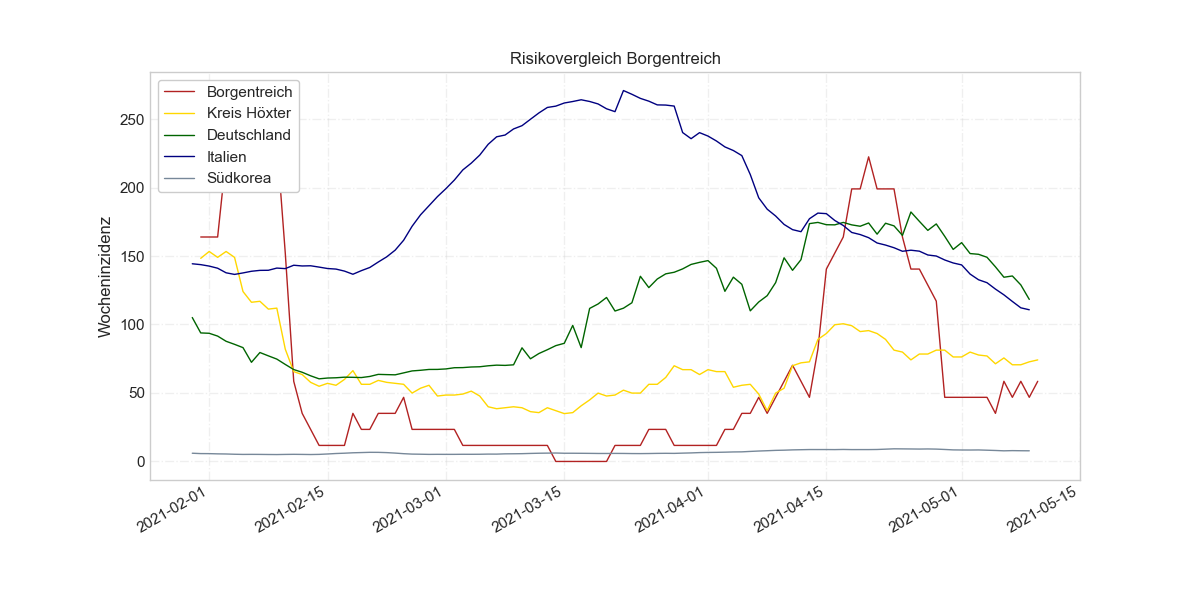 Risikovergleich Borgentreich
Borgentreich
Kreis Höxter
Deutschland
Italien
Südkorea
Wocheninzidenz
250
200
150
100
50
0
2021-02-01
2021-02-15
2021-03-01
2021-03-15
2021-04-01
2021-04-15
2021-05-01
2021-05-15